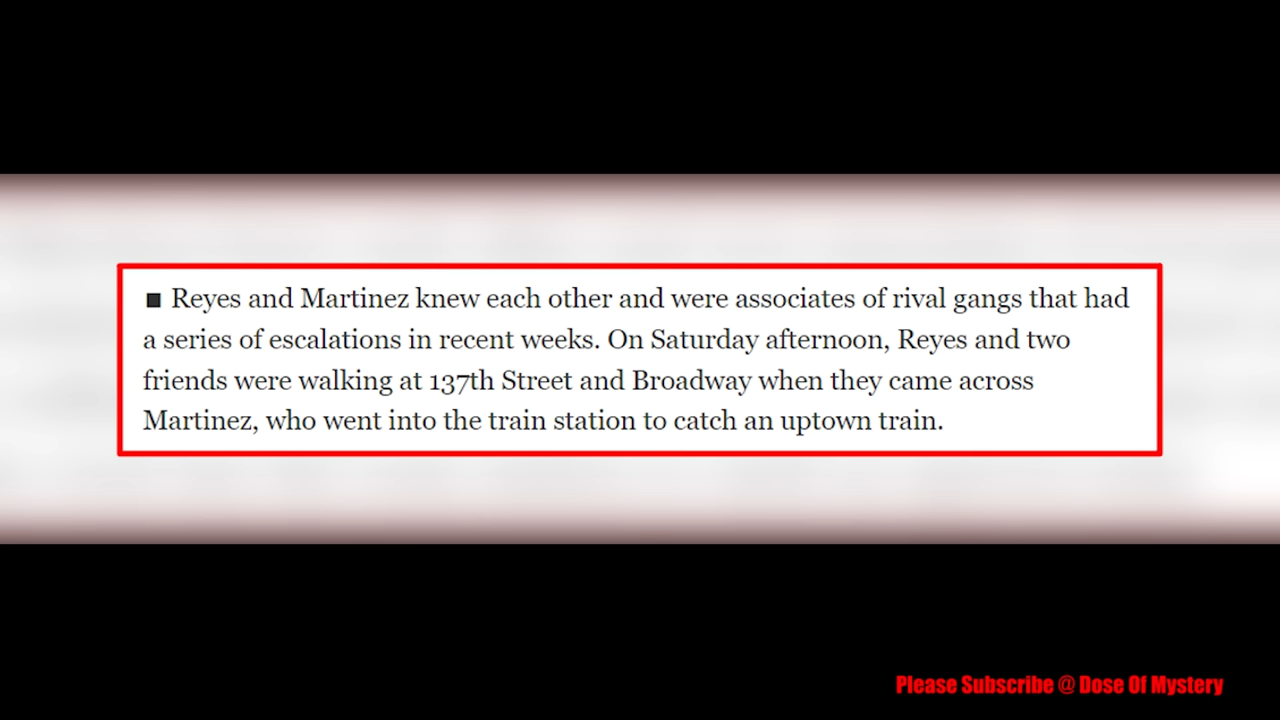 ■ Reyes and Martinez knew each other and were associates of rival gangs that had
a series of escalations in recent weeks. On Saturday afternoon, Reyes and two
friends were walking at 137th Street and Broadway when they came across
Martinez, who went into the train station to catch an uptown train.
Please Subscribe @ Dose Of Mystery